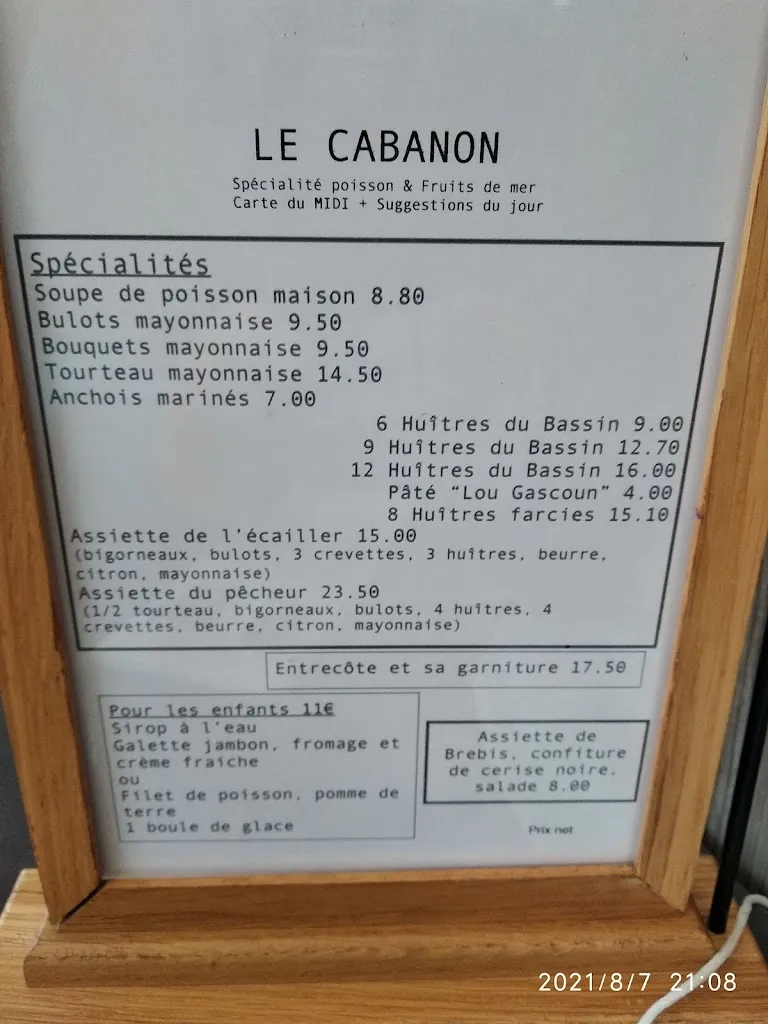 LE CABANON
Spécialité poisson & Fruits de mer
Carte du MIDI + Suggestions du jour
Spécialités
Soupe de poisson maison 8.80
Bulots mayonnaise 9.50
Bouquets mayonnaise 9.50
Tourteau mayonnaise 14.50
Anchois marinés 7.00
6 Huîtres du Bassin 9.00
9 Huîtres du Bassin 12.70
12 Huîtres du Bassin 16.00
Pâté “Lou Gascoun” 4.00
8 Huîtres farcies 15.10
Assiette de l'écailler 15.00
(bigorneaux, bulots, 3 crevettes, 3 huîtres, beurre,
citron, mayonnaise)
Assiette du pêcheur 23.50
(1/2 tourteau, bigorneaux, bulots, 4 huîtres, 4
crevettes, beurre, citron, mayonnaise)
Entrecôte et sa garniture 17.50
Pour les enfants 11€
Sirop à l'eau
Galette jambon, fromage et
crème fraiche
ou
Filet de poisson, pomme de
terre
1 boule de glace
Assiette de
Brebis, confiture
de cerise noire,
salade 8.00
Prix net
2021/8/7 21:08